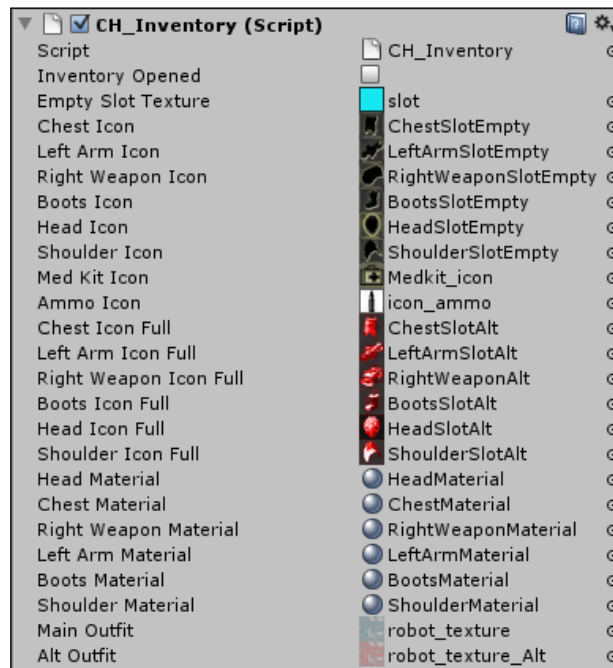 CH_Inventory (Script)
Script CH_Inventory
Inventory Opened
Empty Slot Texture slot
Chest Icon ChestSlotEmpty
Left Arm Icon LeftArmSlotEmpty
Right Weapon Icon RightWeaponSlotEmpty
Boots Icon BootsSlotEmpty
Head Icon HeadSlotEmpty
Shoulder Icon ShoulderSlotEmpty
Med Kit Icon Medkit_icon
Ammo Icon icon_ammo
Chest Icon Full ChestSlotAlt
Left Arm Icon Full LeftArmSlotAlt
Right Weapon Icon Full RightWeaponAlt
Boots Icon Full BootsSlotAlt
Head Icon Full HeadSlotAlt
Shoulder Icon Full ShoulderSlotAlt
Head Material HeadMaterial
Chest Material ChestMaterial
Right Weapon Material RightWeaponMaterial
Left Arm Material LeftArmMaterial
Boots Material BootsMaterial
Shoulder Material ShoulderMaterial
Main Outfit robot_texture
Alt Outfit robot_texture_Alt